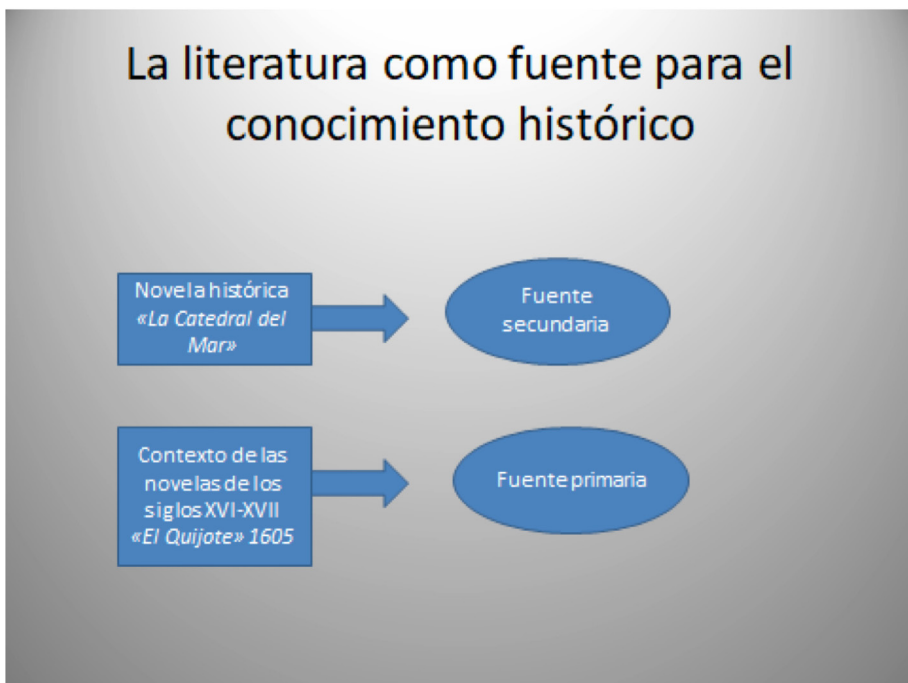 La literatura como fuente para el
conocimiento histórico
Novela histórica
«La Catedral del
Mar»
Fuente
secundaria
Contexto de las
novelas de los
siglos XVI-XVII
«El Quijote» 1605
Fuente primaria